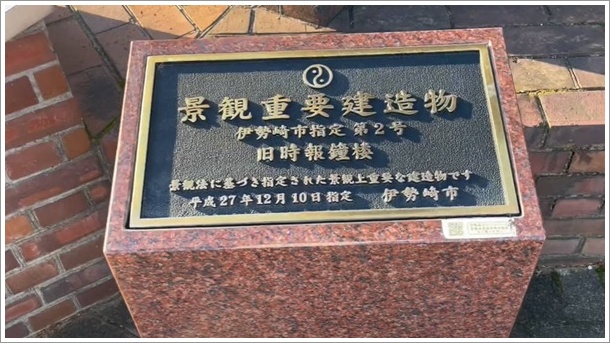 景観重要建造物
伊勢崎市指定 第2号
旧時報鐘楼
景観法に基づき指定された景観上重要な建造物です
平成27年12月10日指定 伊勢崎市